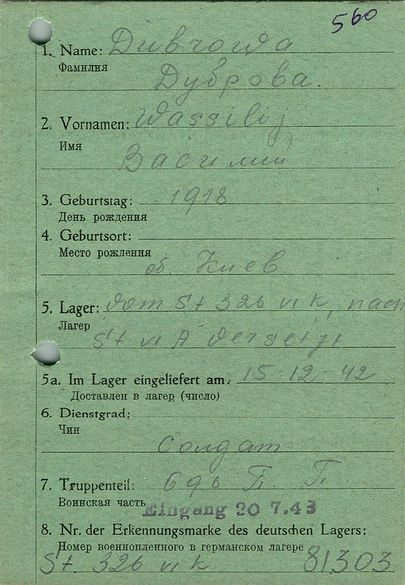 560
1. Name: Dubrowa
Фамилия
Дуброва.
2. Vornamen: Wassilij
Имя
Василий
3. Geburtstag: 1918
День рождения
4. Geburtsort:
Место рождения
об. Киев.
5. Lager: vom St 326 VI K, nach
Лагер
St VI A versetzt
5a. Im Lager eingeliefert am: 15-12-42
Доставлен в лагер (число)
6. Dienstgrad:
Чин
Солдат
7. Truppenteil: 696 П. П.
Воинская часть Eingang 20 7.43
8. Nr. der Erkennungsmarke des deutschen Lagers:
Номер военнопленного в германском лагере
St 326 VI K 81303